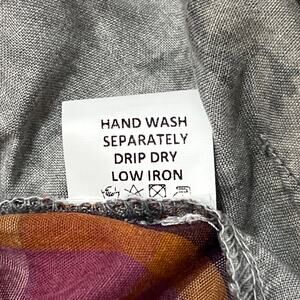 HAND WASH
SEPARATELY
DRIP DRY
LOW IRON